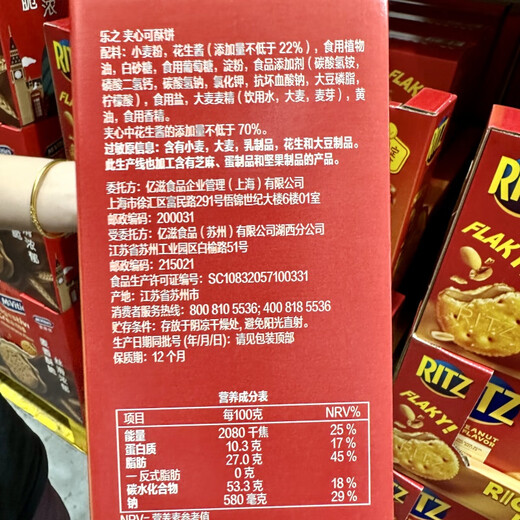 乐之 夹心可酥饼
配料：小麦粉，花生酱（添加量不低于22%），食用植物
油，白砂糖，食用葡萄糖，淀粉，食品添加剂（碳酸氢铵，
磷酸二氢钙，碳酸氢钠，氯化钾，抗坏血酸钠，大豆磷脂，
柠檬酸），食用盐，大麦麦精（饮用水，大麦，麦芽），黄
油，食用香精。
夹心中花生酱的添加量不低于70%。
过敏原信息：含有小麦，大麦，乳制品，花生和大豆制品。
此生产线也加工含有芝麻、蛋制品和坚果制品的产品。
委托方：亿滋食品企业管理（上海）有限公司
上海市徐汇区富民路291号悟锦世纪大楼6楼01室
邮政编码：200031
受委托方：亿滋食品（苏州）有限公司湖西分公司
江苏省苏州工业园区白榆路51号
邮政编码：215021
食品生产许可证编号：SC10832057100331
产地：江苏省苏州市
消费者服务热线：800 810 5536; 400 818 5536
贮存条件：存放于阴凉干燥处，避免阳光直射。
生产日期同批号（年/月/日）：请见包装顶部
保质期：12个月
营养成分表
项目 每100克 NRV%
能量 2080 千焦 25 %
蛋白质 10.3 克 17 %
脂肪 27.0 克 45 %
— 反式脂肪 0 克
碳水化合物 53.3 克 18 %
钠 580 毫克 29 %
NRV= 营养素参考值
RITZ
FLAKY!
RITZ
RITZ
FLAKY!
PEANUT
FLAVOR
McVitie's